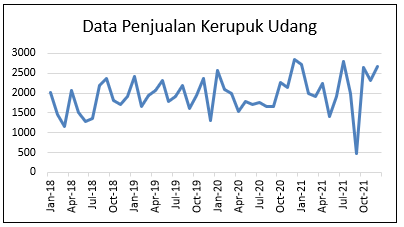 Data Penjualan Kerupuk Udang
3000
2500
2000
1500
1000
500
0
Jan-18
Apr-18
Jul-18
Oct-18
Jan-19
Apr-19
Jul-19
Oct-19
Jan-20
Apr-20
Jul-20
Oct-20
Jan-21
Apr-21
Jul-21
Oct-21